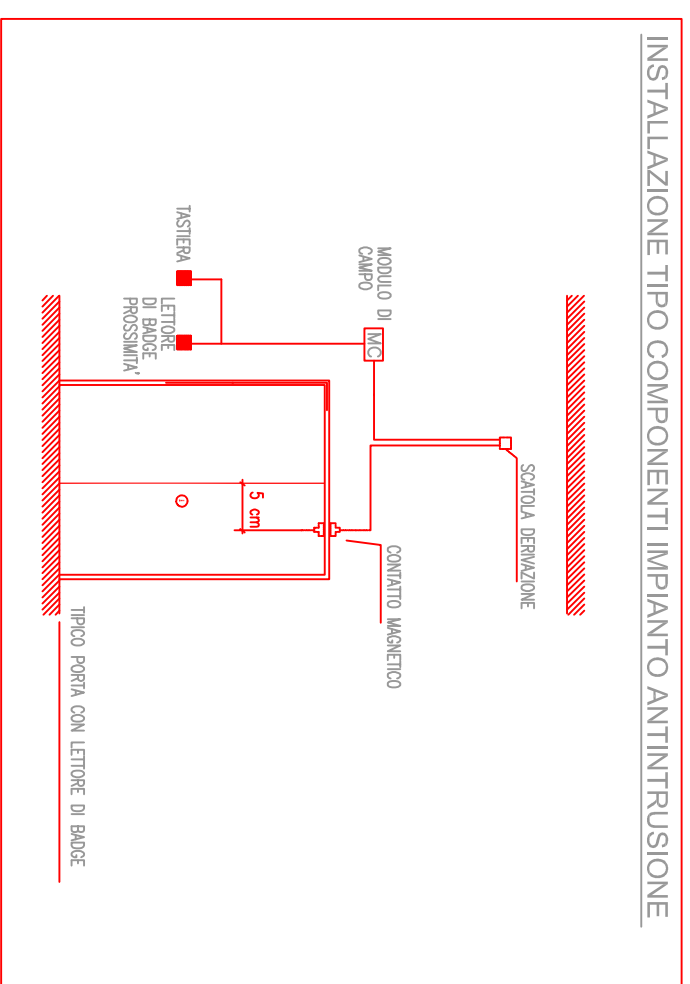 INSTALLAZIONE TIPO COMPONENTI IMPIANTO ANTINTRUSIONE
SCATOLA DERIVAZIONE
MODULO DI
CAMPO
MC
CONTATTO MAGNETICO
5 cm
TASTIERA
LETTORE
DI BADGE
PROSSIMITA'
TIPICO PORTA CON LETTORE DI BADGE